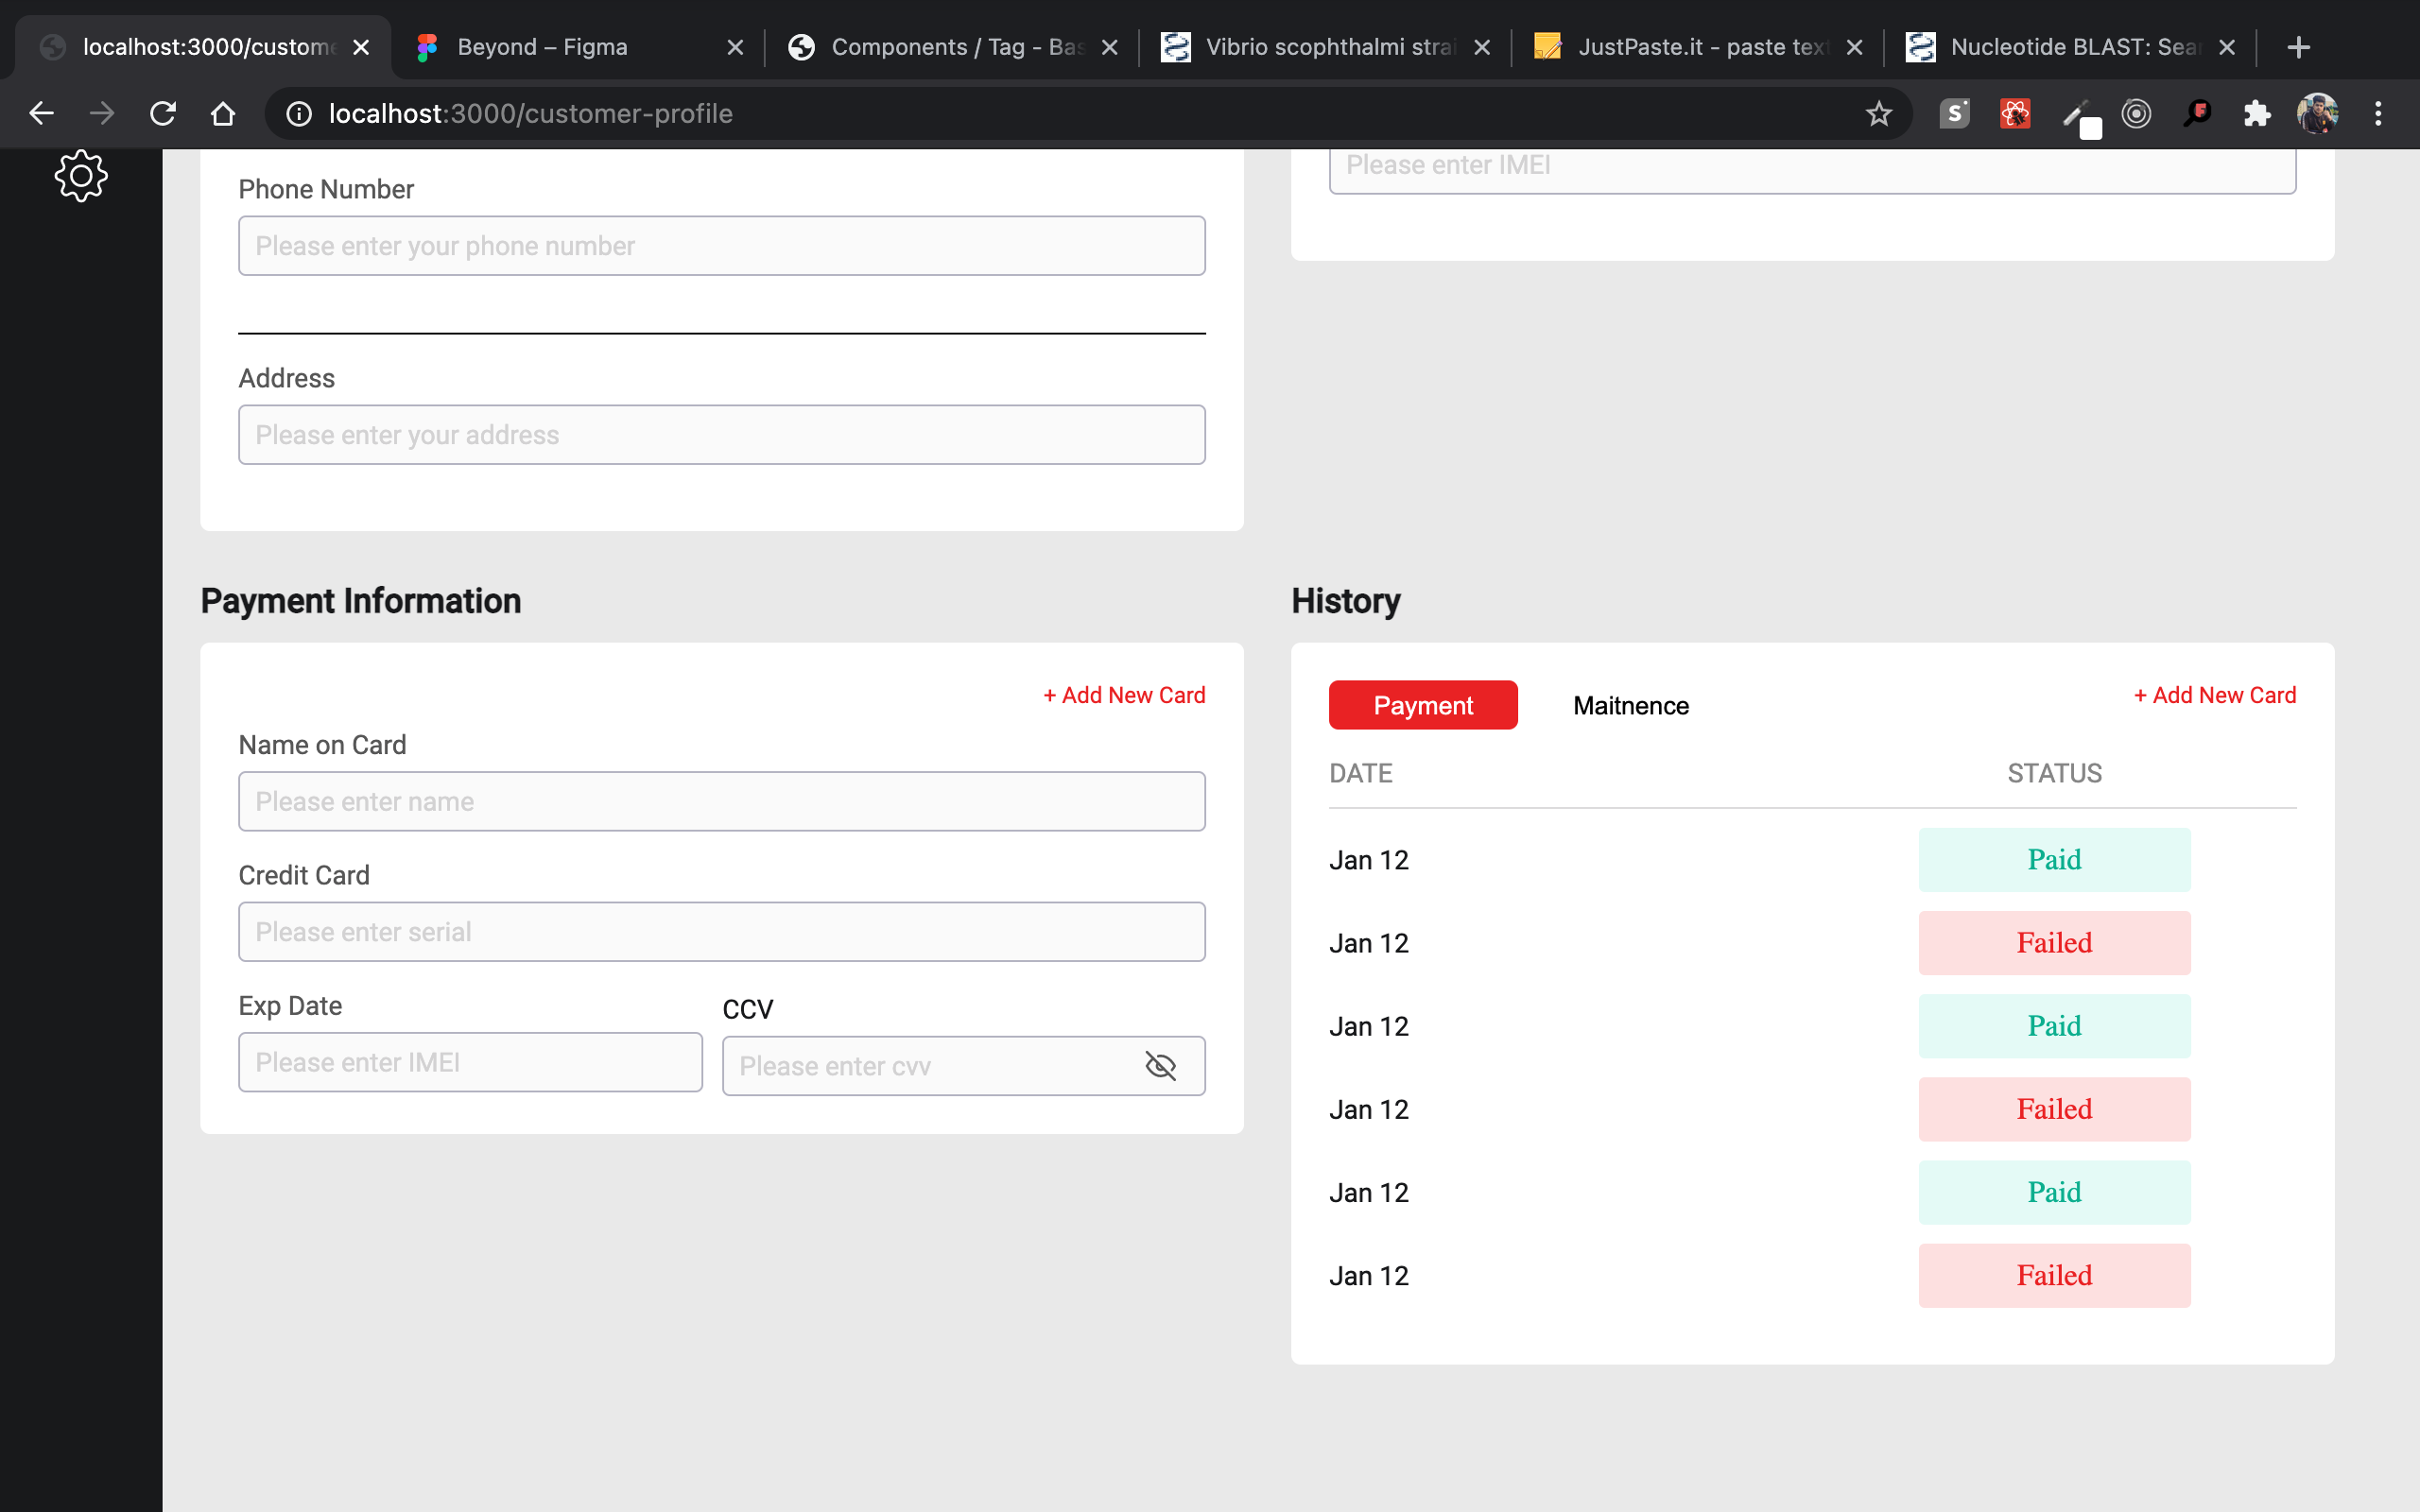 localhost:3000/custome
Beyond – Figma
Components / Tag - Bas
Vibrio scophthalmi strai
JustPaste.it - paste text
Nucleotide BLAST: Sear
localhost:3000/customer-profile
Please enter IMEI
Phone Number
Please enter your phone number
Address
Please enter your address
Payment Information
+ Add New Card
Name on Card
Please enter name
Credit Card
Please enter serial
Exp Date
CCV
Please enter IMEI
Please enter cvv
History
Payment
Maitnence
+ Add New Card
DATE
STATUS
Jan 12
Paid
Jan 12
Failed
Jan 12
Paid
Jan 12
Failed
Jan 12
Paid
Jan 12
Failed